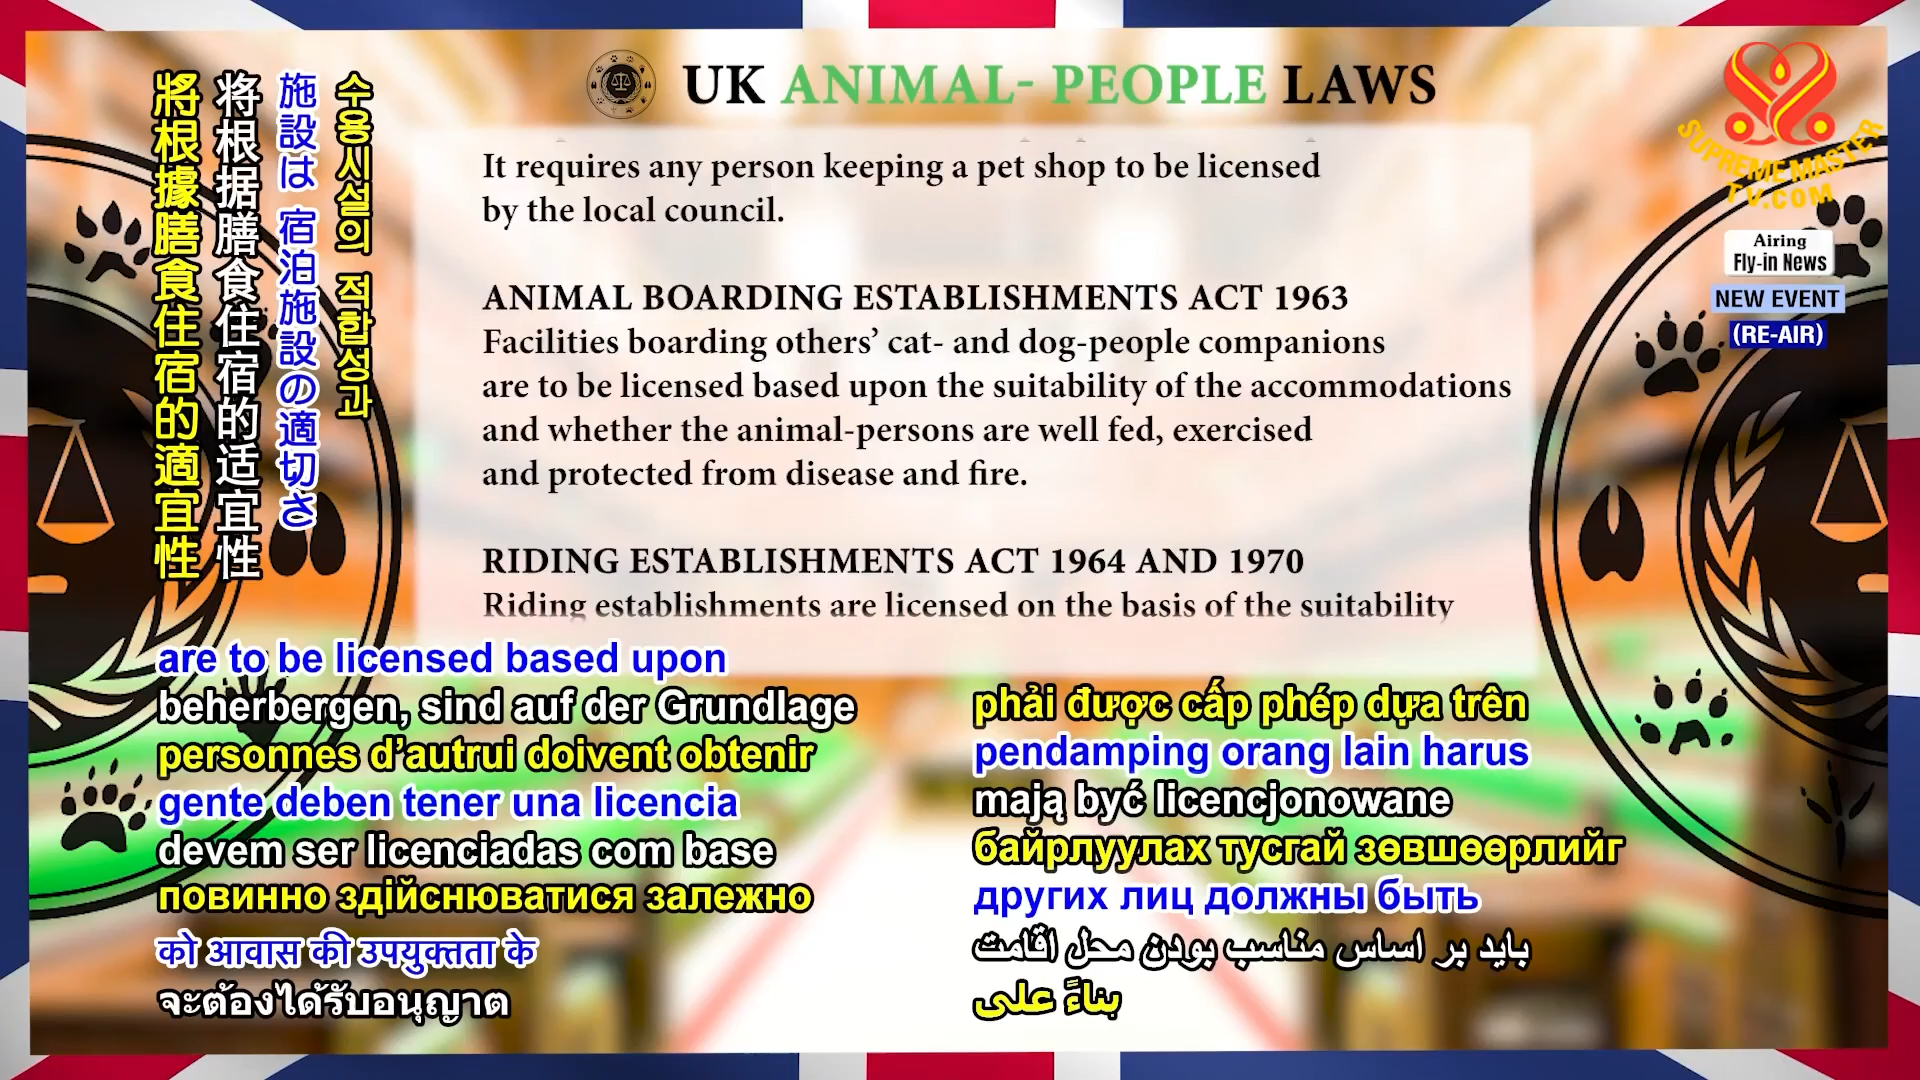 UK ANIMAL- PEOPLE LAWS
It requires any person keeping a pet shop to be licensed
by the local council.
ANIMAL BOARDING ESTABLISHMENTS ACT 1963
Facilities boarding others’ cat- and dog-people companions
are to be licensed based upon the suitability of the accommodations
and whether the animal-persons are well fed, exercised
and protected from disease and fire.
RIDING ESTABLISHMENTS ACT 1964 AND 1970
Riding establishments are licensed on the basis of the suitability
SUPREME MASTER
TV.COM
Airing
Fly-in News
NEW EVENT
(RE-AIR)
將根據膳食住宿的適宜性
将根据膳食住宿的适宜性
施設は 宿泊施設の適切さ
수용시설의 적합성과
are to be licensed based upon
beherbergen, sind auf der Grundlage
personnes d’autrui doivent obtenir
gente deben tener una licencia
devem ser licenciadas com base
повинно здійснюватися залежно
को आवास की उपयुक्तता के
จะต้องได้รับอนุญาต
phải được cấp phép dựa trên
pendamping orang lain harus
mają być licencjonowane
байрлуулах тусгай зөвшөөрлийг
других лиц должны быть
باید بر اساس مناسب بودن محل اقامت
بناءً على